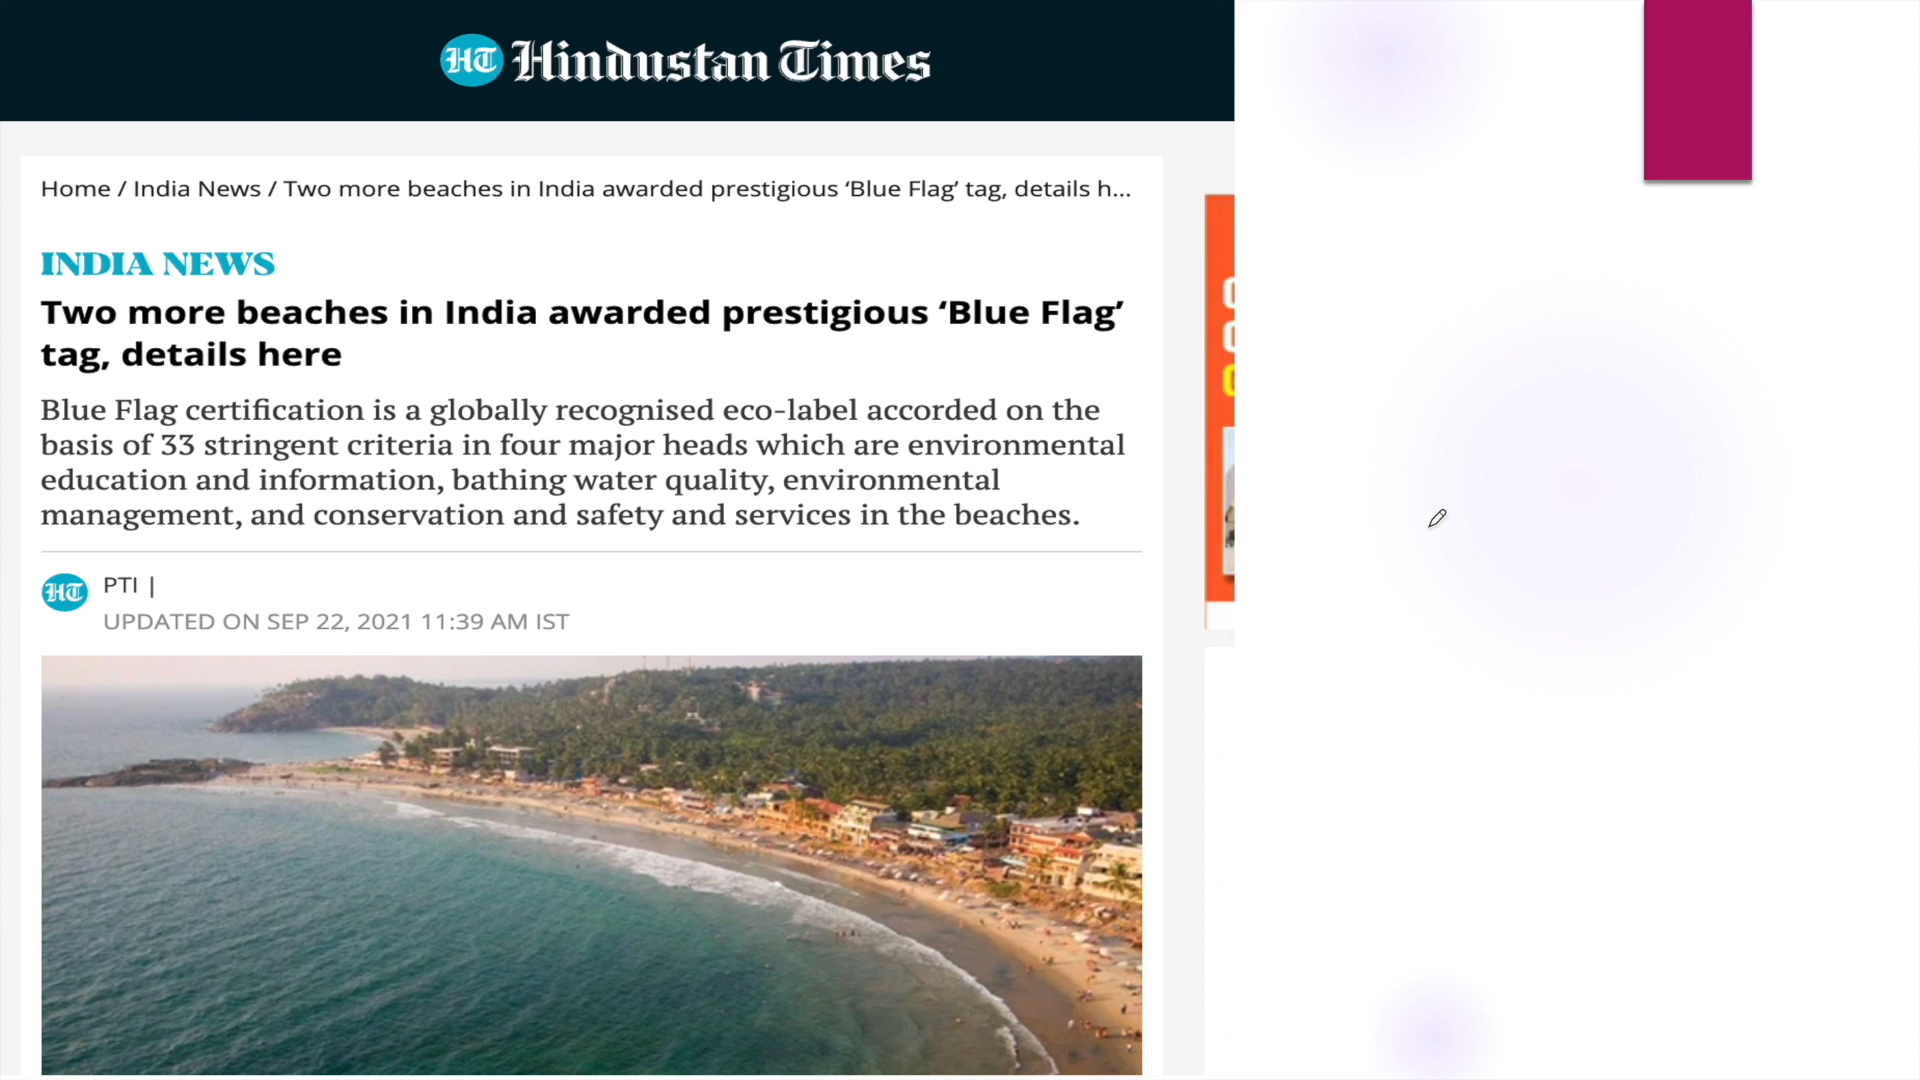 HT Hindustan Times
Home / India News / Two more beaches in India awarded prestigious ‘Blue Flag’ tag, details h...
INDIA NEWS
Two more beaches in India awarded prestigious ‘Blue Flag’
tag, details here
Blue Flag certification is a globally recognised eco-label accorded on the
basis of 33 stringent criteria in four major heads which are environmental
education and information, bathing water quality, environmental
management, and conservation and safety and services in the beaches.
HT PTI |
UPDATED ON SEP 22, 2021 11:39 AM IST